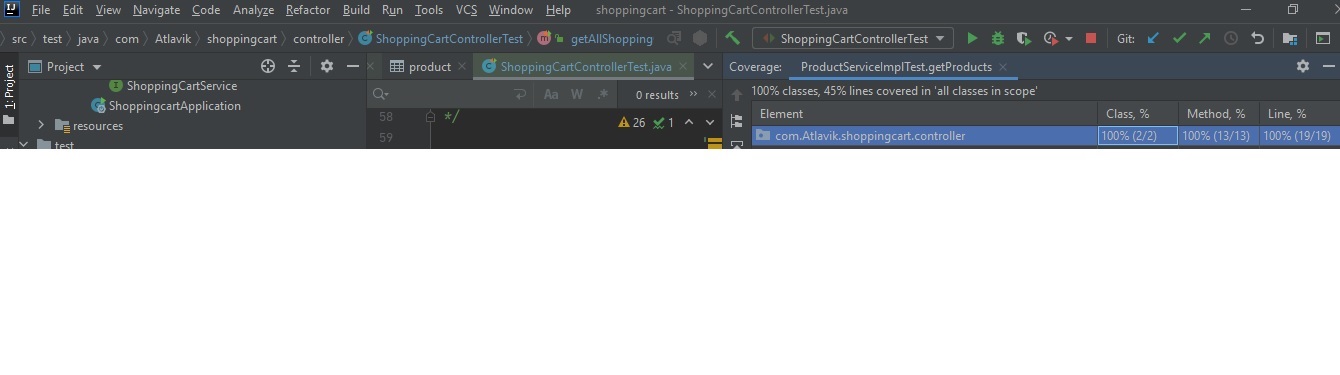 IJ File Edit View Navigate Code Analyze Refactor Build Run Tools VCS Window Help shoppingcart - ShoppingCartControllerTest.java
src test java com Atlavik shoppingcart controller ShoppingCartControllerTest getAllShopping ShoppingCartControllerTest Git:
1: Project
Project product ShoppingCartControllerTest.java Coverage: ProductServiceImplTest.getProducts
ShoppingCartService
ShoppingcartApplication
resources
test
Aa W .* 0 results
58 */ 26 1
59
100% classes, 45% lines covered in 'all classes in scope'
Element Class, % Method, % Line, %
com.Atlavik.shoppingcart.controller 100% (2/2) 100% (13/13) 100% (19/19)